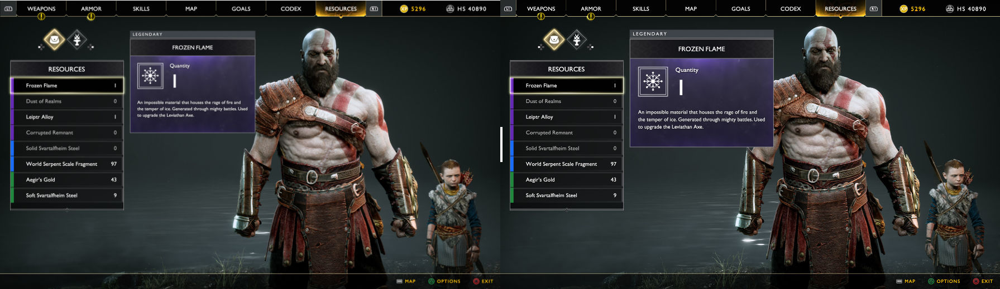 L1 WEAPONS ARMOR SKILLS MAP GOALS CODEX RESOURCES R1 XP 5296 HS 40890
LEGENDARY
FROZEN FLAME
Quantity
1
An impossible material that houses the rage of fire and
the temper of ice. Generated through mighty battles. Used
to upgrade the Leviathan Axe.
RESOURCES
Frozen Flame 1
Dust of Realms 0
Leiptr Alloy 1
Corrupted Remnant 0
Solid Svartalfheim Steel 0
World Serpent Scale Fragment 97
Aegir's Gold 43
Soft Svartalfheim Steel 9
MAP OPTIONS EXIT
L1 WEAPONS ARMOR SKILLS MAP GOALS CODEX RESOURCES R1 XP 5296 HS 40890
LEGENDARY
FROZEN FLAME
Quantity
1
An impossible material that houses the rage of fire and
the temper of ice. Generated through mighty battles. Used
to upgrade the Leviathan Axe.
RESOURCES
Frozen Flame 1
Dust of Realms 0
Leiptr Alloy 1
Corrupted Remnant 0
Solid Svartalfheim Steel 0
World Serpent Scale Fragment 97
Aegir's Gold 43
Soft Svartalfheim Steel 9
MAP OPTIONS EXIT